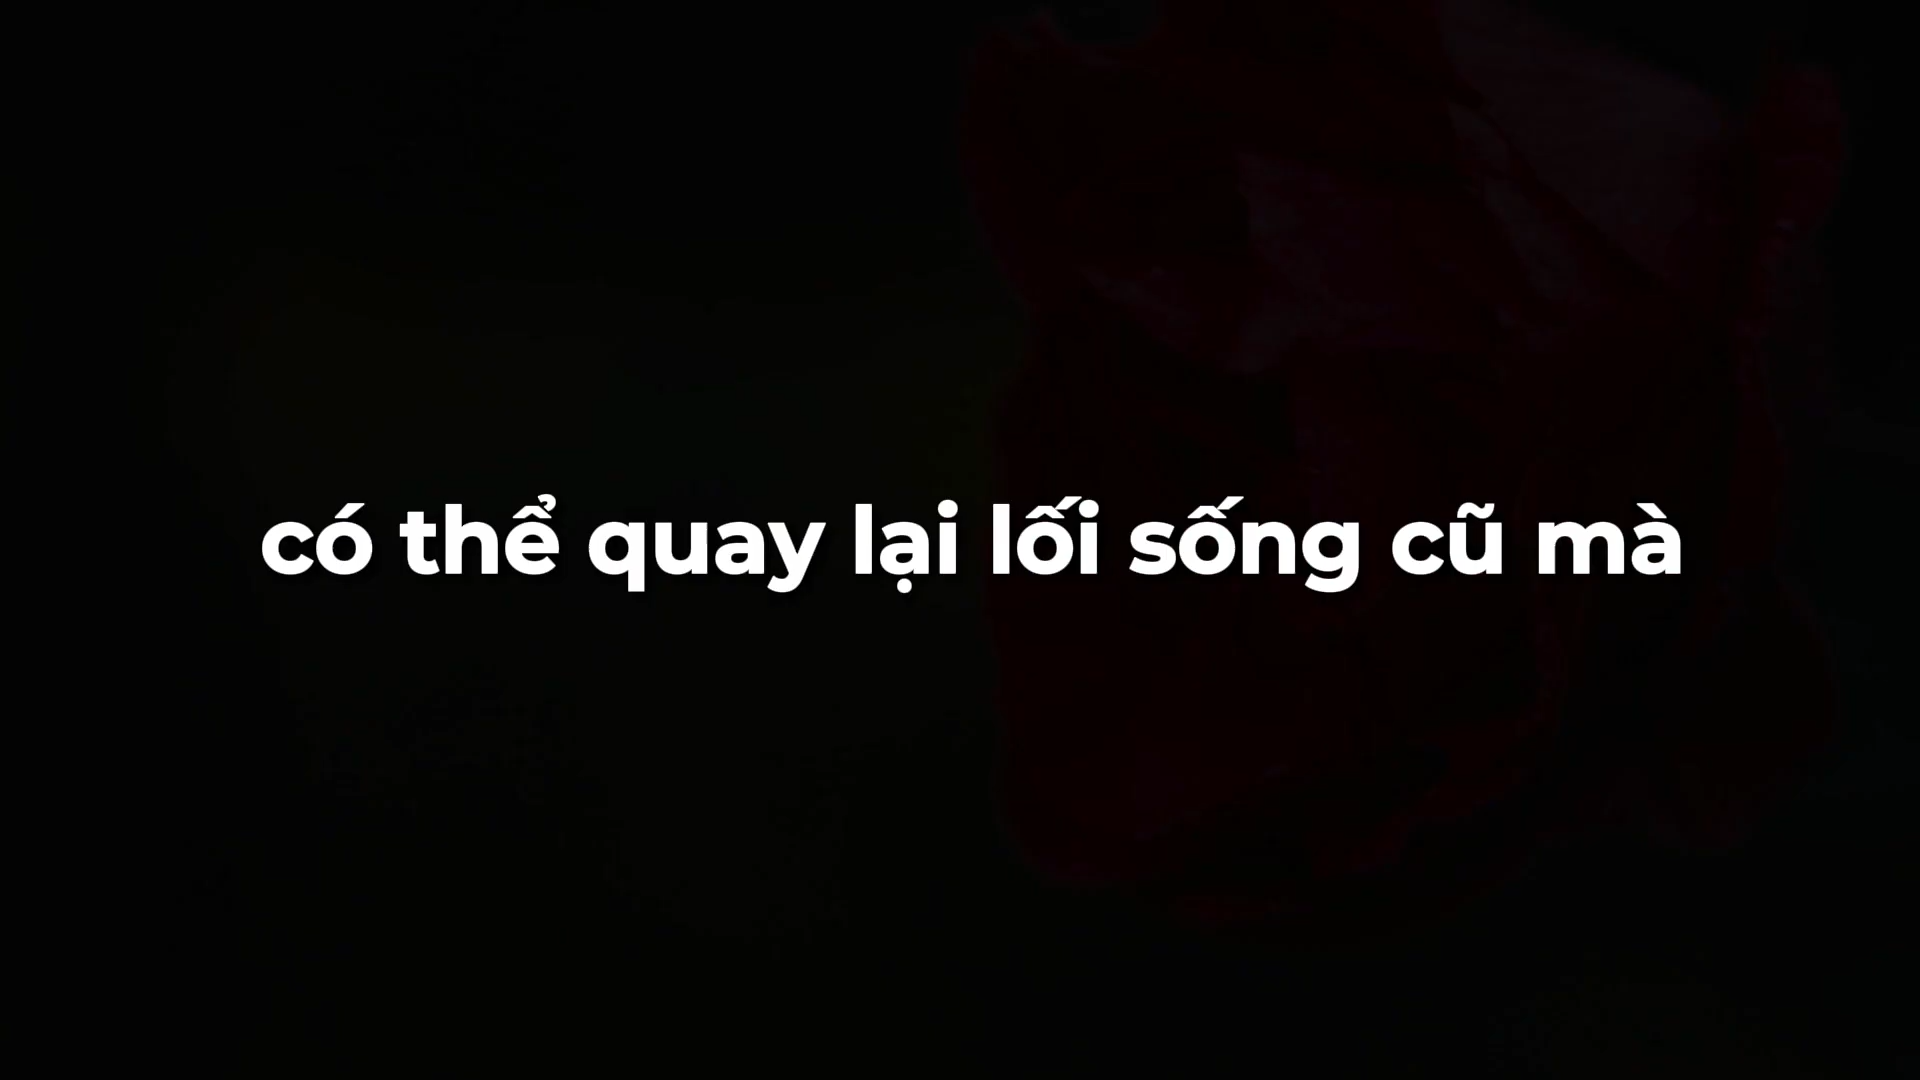 có thể quay lại lối sống cũ mà